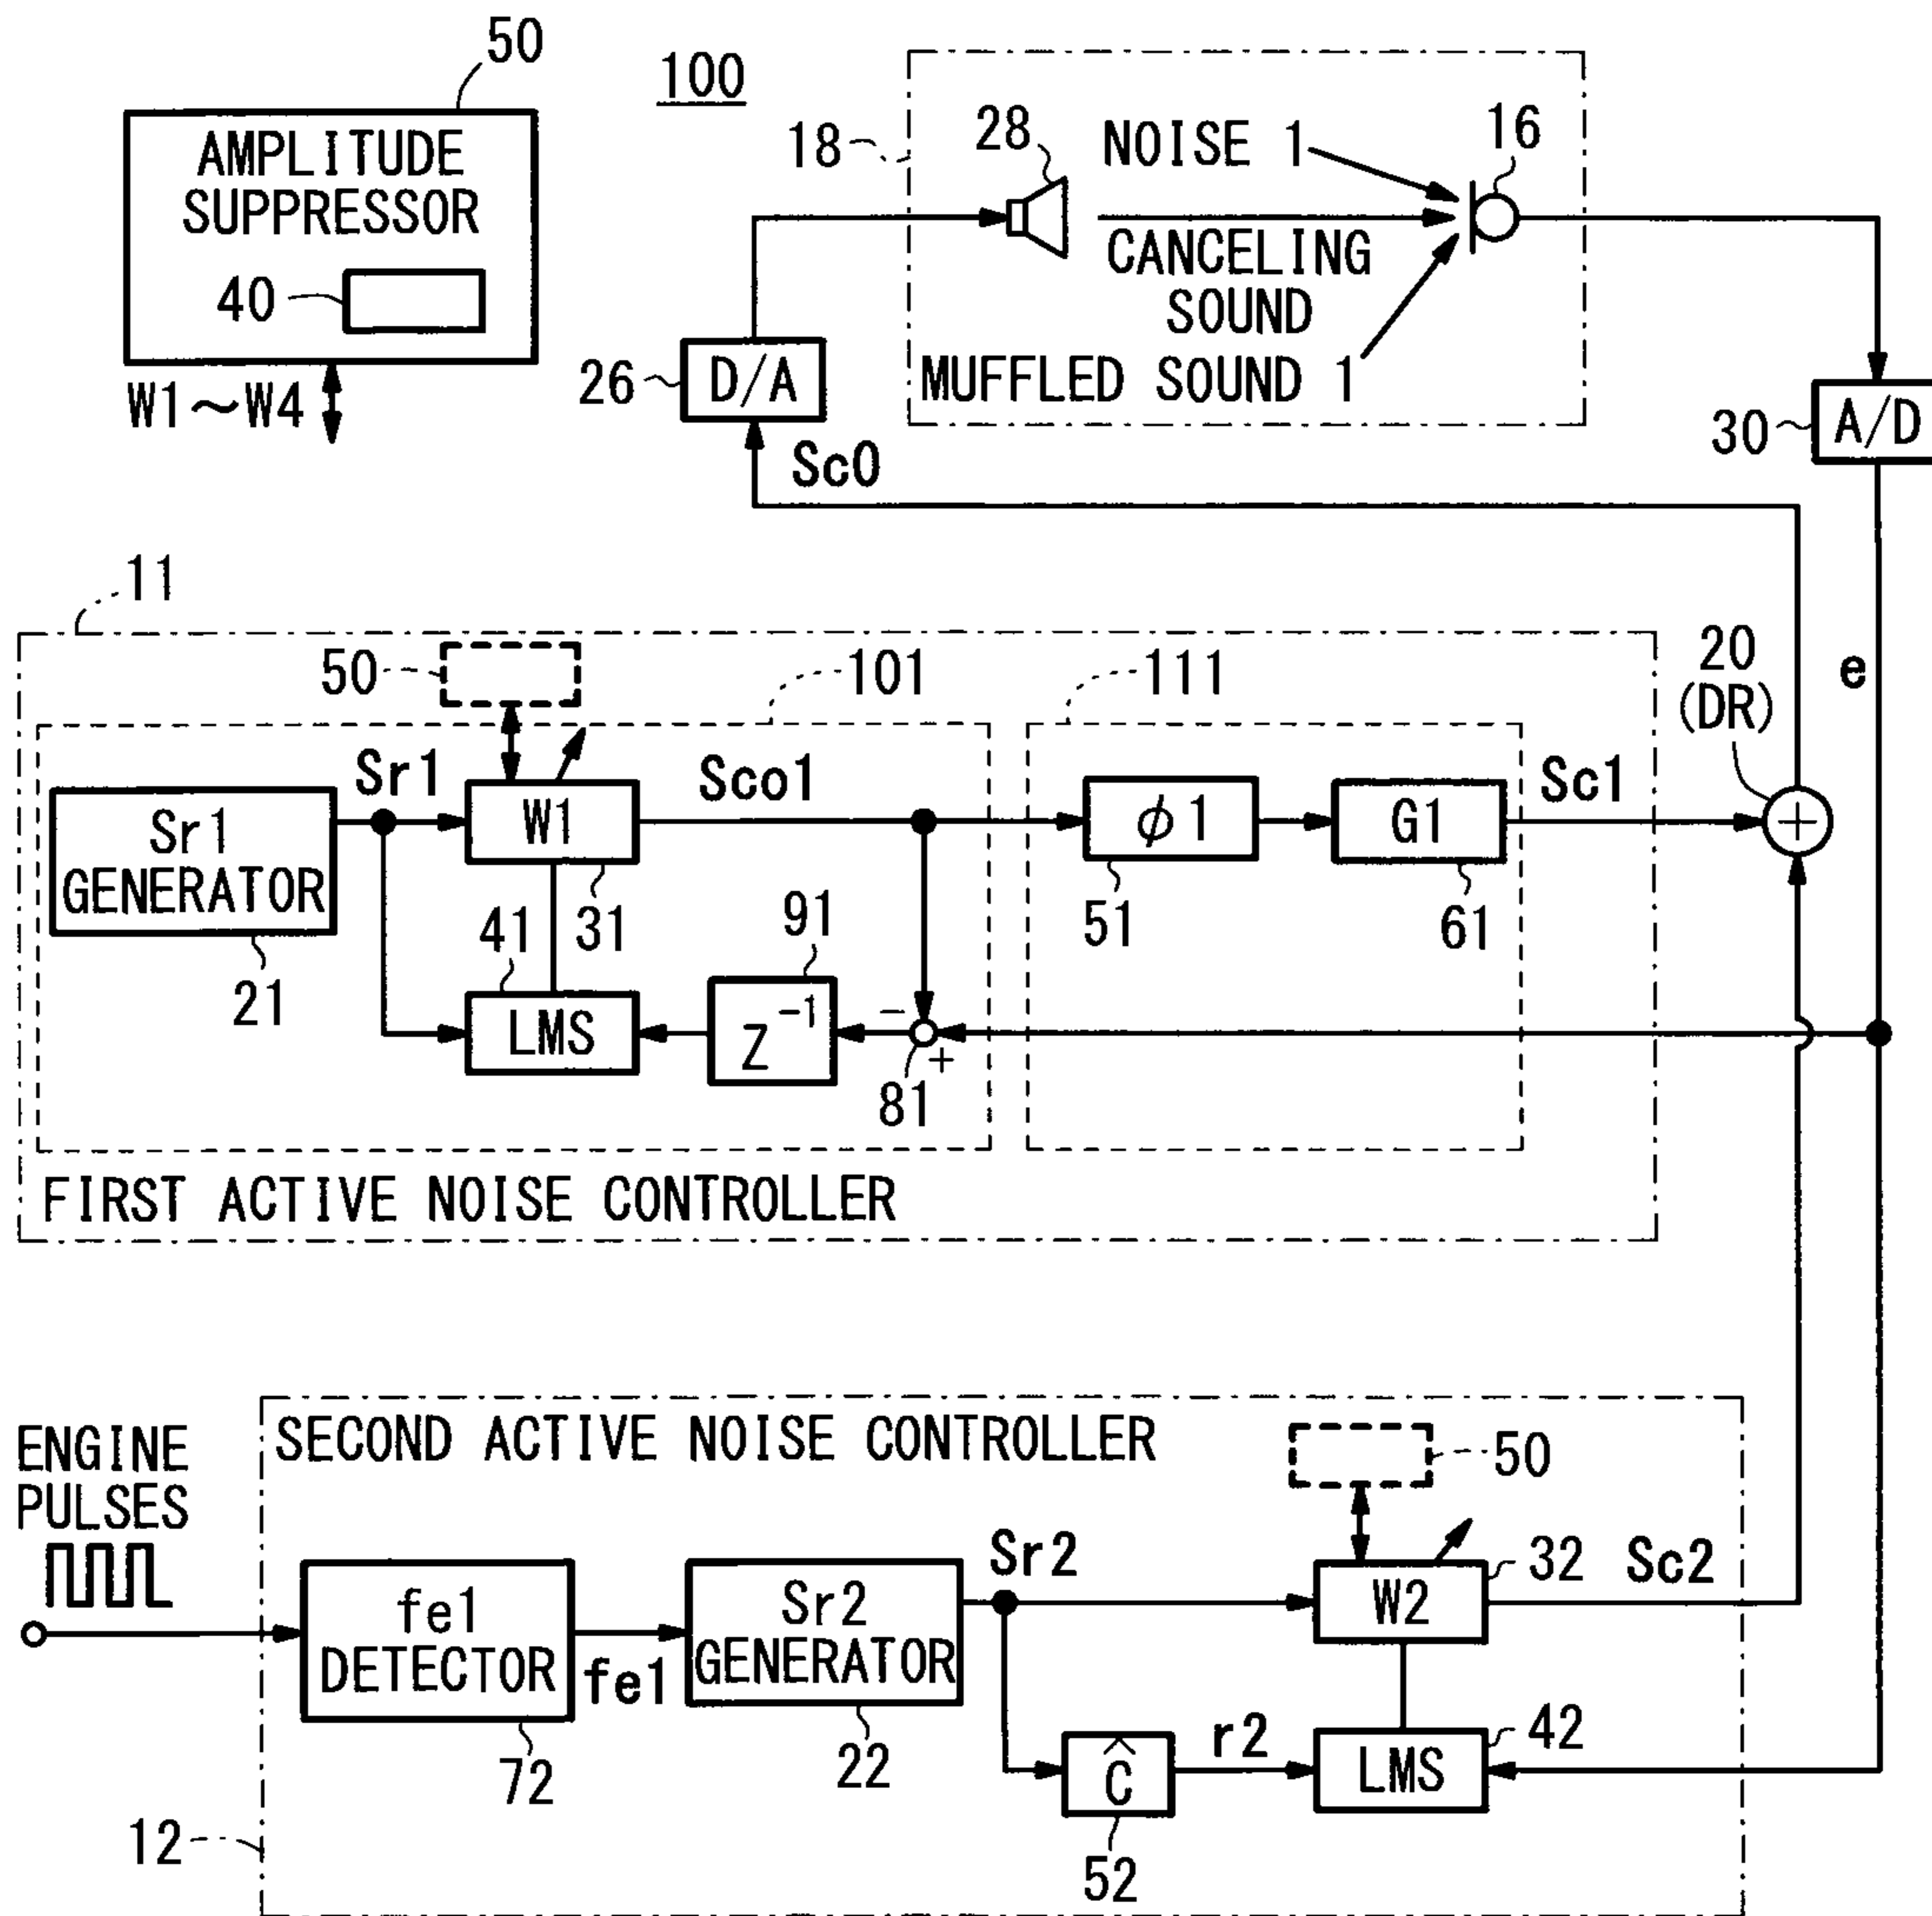 50
100
AMPLITUDE
SUPPRESSOR
40
W1～W4
18
28
NOISE 1
16
CANCELING
SOUND
MUFFLED SOUND 1
26
D/A
Sc0
30
A/D
11
50
101
111
20
(DR)
e
Sr1
Sco1
Sc1
Sr1
GENERATOR
W1
ϕ1
G1
+
21
41
31
91
51
61
LMS
Z⁻¹
−
+
81
FIRST ACTIVE NOISE CONTROLLER
ENGINE
PULSES
SECOND ACTIVE NOISE CONTROLLER
50
Sr2
32
Sc2
fe1
DETECTOR
fe1
Sr2
GENERATOR
W2
72
22
r2
42
Ĉ
LMS
12
52